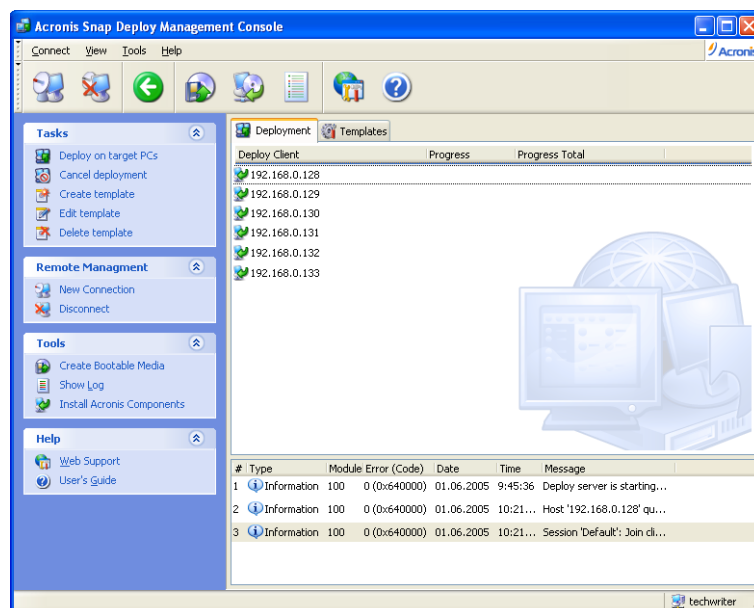 Acronis Snap Deploy Management Console
Connect View Tools Help
Acronis
Tasks
Deploy on target PCs
Cancel deployment
Create template
Edit template
Delete template
Remote Managment
New Connection
Disconnect
Tools
Create Bootable Media
Show Log
Install Acronis Components
Help
Web Support
User's Guide
Deployment Templates
Deploy Client Progress Progress Total
192.168.0.128
192.168.0.129
192.168.0.130
192.168.0.131
192.168.0.132
192.168.0.133
# Type Module Error (Code) Date Time Message
1 Information 100 0 (0x640000) 01.06.2005 9:45:36 Deploy server is starting...
2 Information 100 0 (0x640000) 01.06.2005 10:21... Host '192.168.0.128' qu...
3 Information 100 0 (0x640000) 01.06.2005 10:21... Session 'Default': Join cli...
techwriter